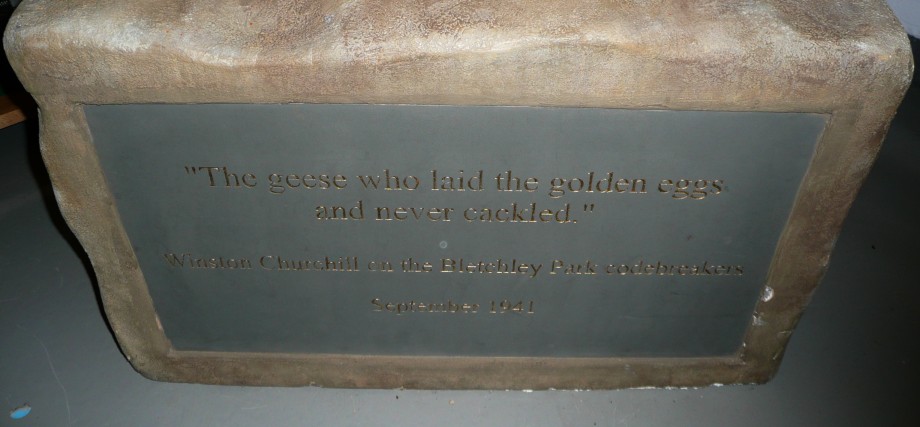 "The geese who laid the golden eggs
and never cackled."
Winston Churchill on the Bletchley Park codebreakers
September 1941